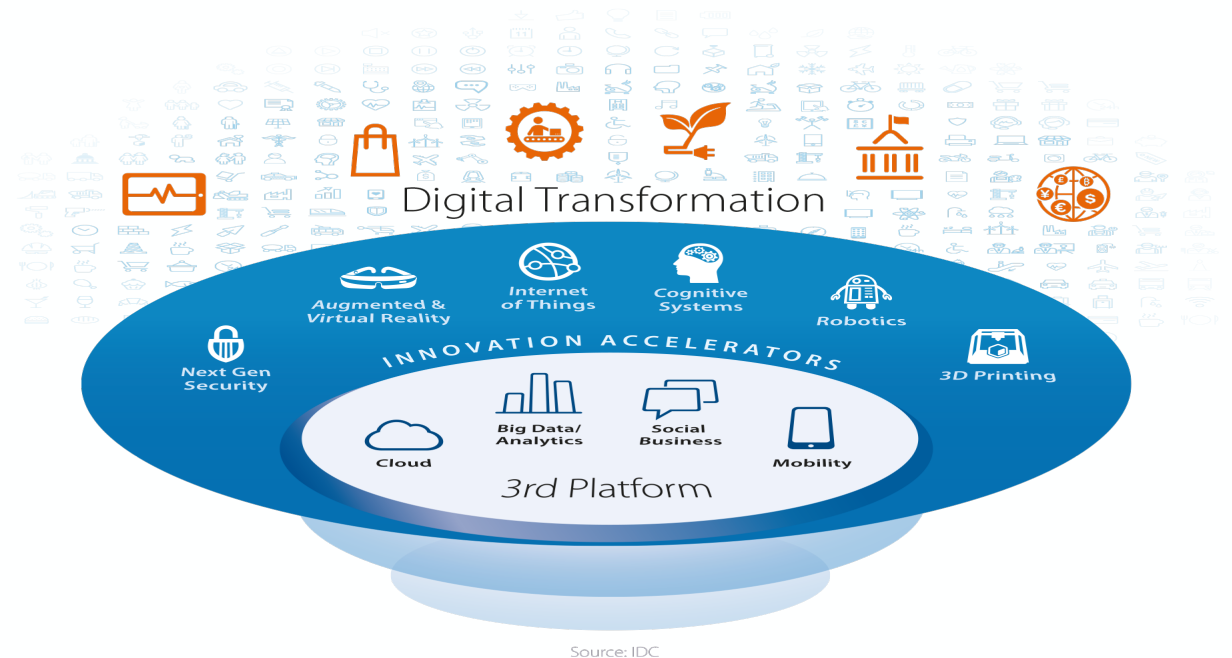 Digital Transformation
Augmented &
Virtual Reality
Internet
of Things
Cognitive
Systems
Robotics
Next Gen
Security
3D Printing
INNOVATION ACCELERATORS
Cloud
Big Data/
Analytics
Social
Business
Mobility
3rd Platform
Source: IDC